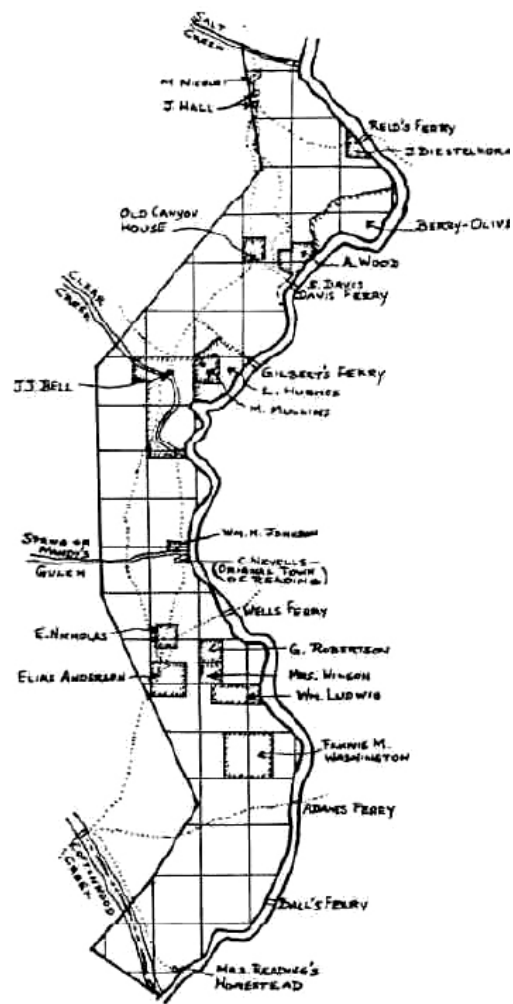 SALT
CREEK
M. NICOLET
J. HALL
REID'S FERRY
J. DIESTELHORST
OLD CANYON
HOUSE
BERRY-OLIVE
A. WOOD
S. DAVIS
DAVIS FERRY
CLEAR
CREEK
GILBERT'S FERRY
L. HUGHES
M. MULLINS
J.J. BELL
WM. H. JOHNSON
SPRING OR
MANDY'S
GULCH
C. NEVELLS
(ORIGINAL TOWN
OF READING)
WELLS FERRY
E. NICHOLAS
G. ROBERTSON
ELIAS ANDERSON
MRS. WILSON
WM. LUDWIG
FANNIE M.
WASHINGTON
ADAMS FERRY
COTTONWOOD
CREEK
BALL'S FERRY
MRS. READING'S
HOMESTEAD